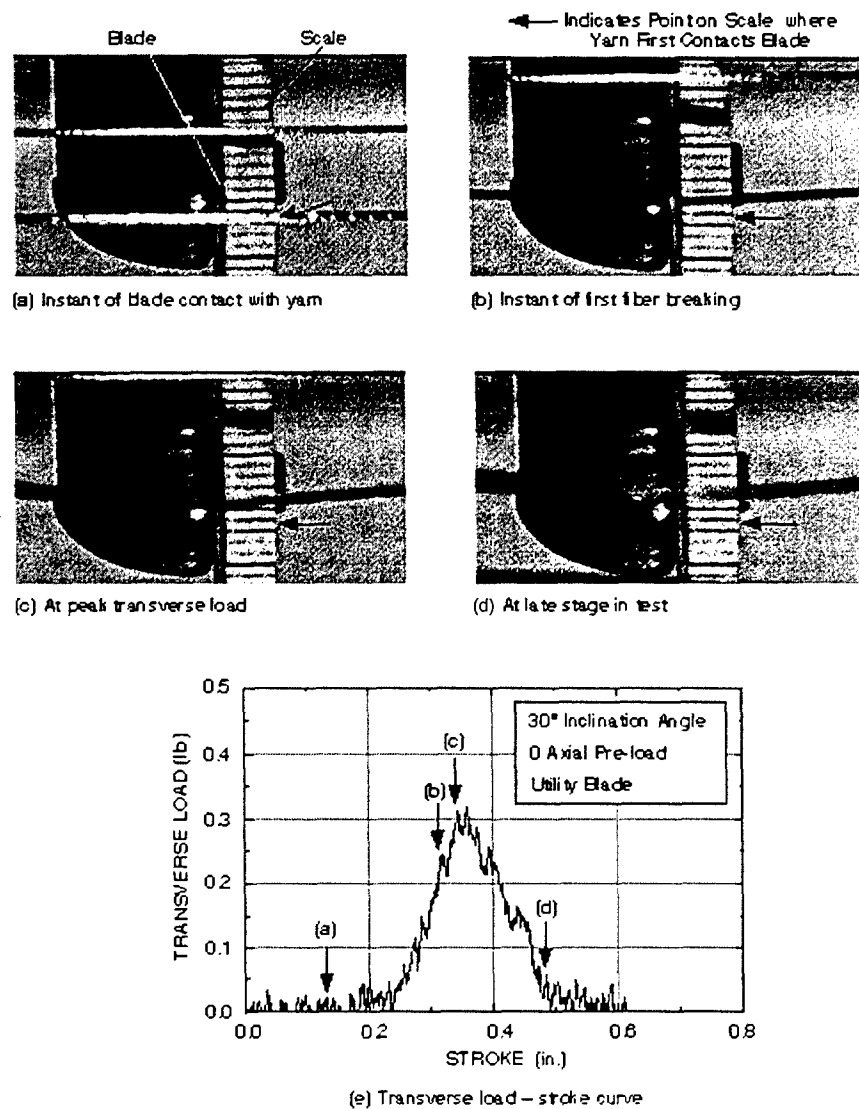 Blade
Scale
Indicates Point on Scale where
Yarn First Contacts Blade
(a) Instant of blade contact with yarn
(b) Instant of first fiber breaking
(c) At peak transverse load
(d) At late stage in test
0.5
0.4
0.3
0.2
0.1
0.0
TRANSVERSE LOAD (lb)
30° Inclination Angle
0 Axial Pre-load
Utility Blade
(a)
(b)
(c)
(d)
0.0
0.2
0.4
0.6
0.8
STROKE (in.)
(e) Transverse load – stroke curve